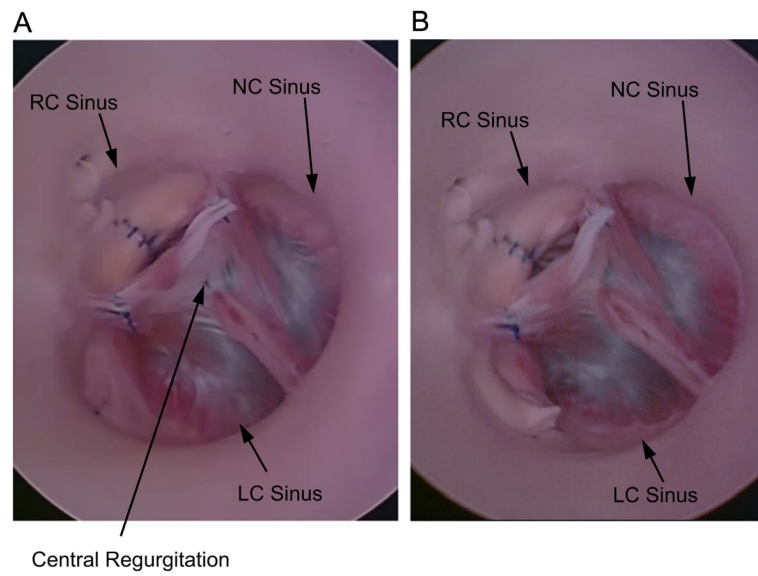 A
B
RC Sinus
NC Sinus
RC Sinus
NC Sinus
LC Sinus
LC Sinus
Central Regurgitation